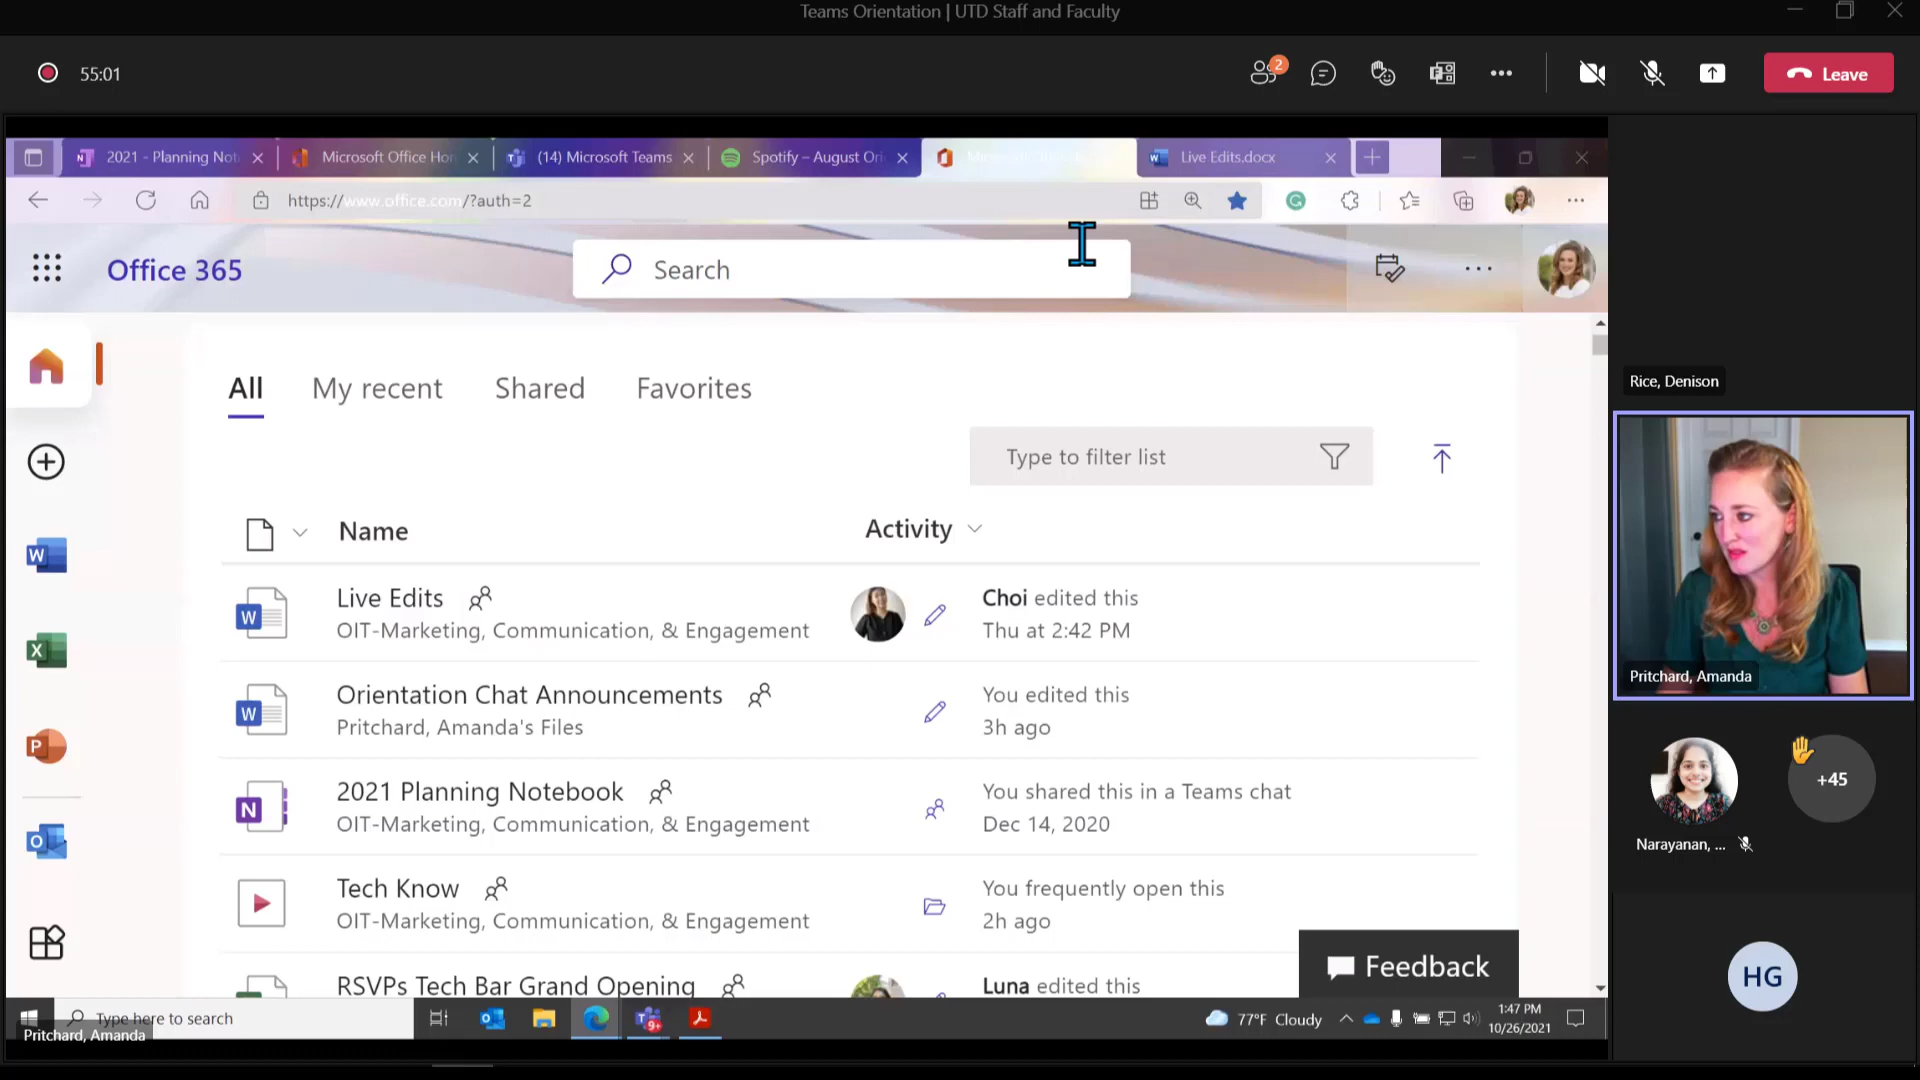 Teams Orientation | UTD Staff and Faculty
55:01
2
Leave
2021 - Planning Not
Microsoft Office Hom
(14) Microsoft Teams
Spotify – August Ori
Live Edits.docx
https://www.office.com/?auth=2
Office 365
Search
All
My recent
Shared
Favorites
Type to filter list
Name
Activity
Live Edits
OIT-Marketing, Communication, & Engagement
Choi edited this
Thu at 2:42 PM
Orientation Chat Announcements
Pritchard, Amanda's Files
You edited this
3h ago
2021 Planning Notebook
OIT-Marketing, Communication, & Engagement
You shared this in a Teams chat
Dec 14, 2020
Tech Know
OIT-Marketing, Communication, & Engagement
You frequently open this
2h ago
RSVPs Tech Bar Grand Opening
Luna edited this
Feedback
Rice, Denison
Pritchard, Amanda
+45
Narayanan, ...
HG
Type here to search
9+
77°F Cloudy
1:47 PM
10/26/2021
Pritchard, Amanda